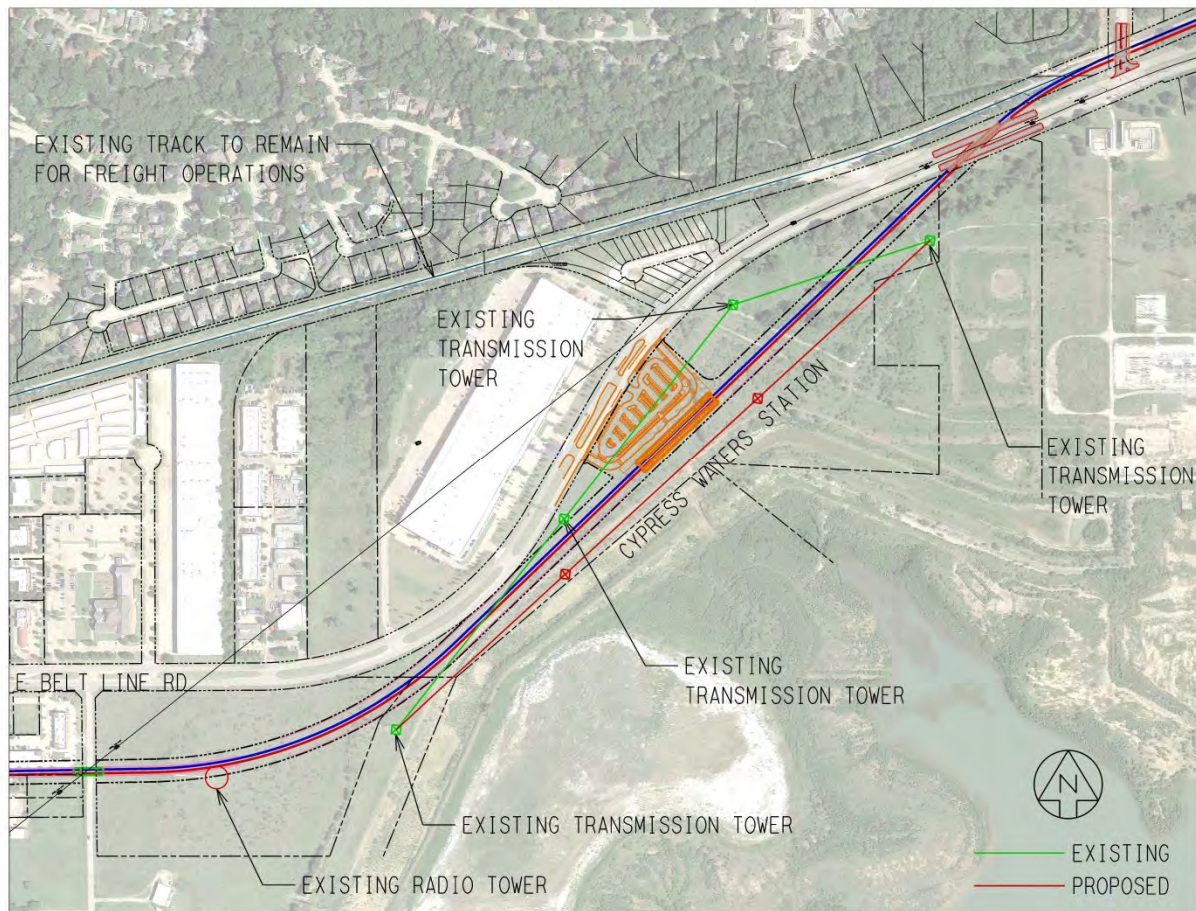 EXISTING TRACK TO REMAIN
FOR FREIGHT OPERATIONS
EXISTING
TRANSMISSION
TOWER
CYPRESS WATERS STATION
EXISTING
TRANSMISSION
TOWER
EXISTING
TRANSMISSION TOWER
E BELT LINE RD
EXISTING TRANSMISSION TOWER
EXISTING RADIO TOWER
N
EXISTING
PROPOSED